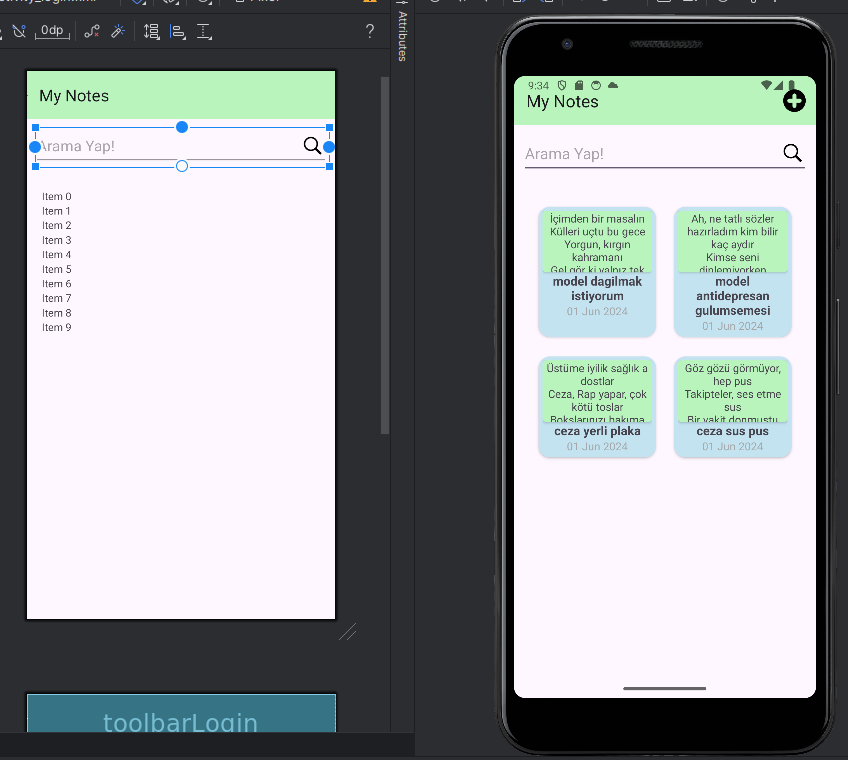 0dp
?
Attributes
My Notes
Arama Yap!
Item 0
Item 1
Item 2
Item 3
Item 4
Item 5
Item 6
Item 7
Item 8
Item 9
toolbarLogin
9:34
My Notes
Arama Yap!
İçimden bir masalın
Külleri uçtu bu gece
Yorgun, kırgın
kahramanı
Gel gör ki yalnız tek
model dagilmak
istiyorum
01 Jun 2024
Ah, ne tatlı sözler
hazırladım kim bilir
kaç aydır
Kimse seni
dinlemiyorken
model
antidepresan
gulumsemesi
01 Jun 2024
Üstüme iyilik sağlık a
dostlar
Ceza, Rap yapar, çok
kötü toslar
ceza yerli plaka
01 Jun 2024
Göz gözü görmüyor,
hep pus
Takipteler, ses etme
sus
Bir vakit donmuştu
ceza sus pus
01 Jun 2024